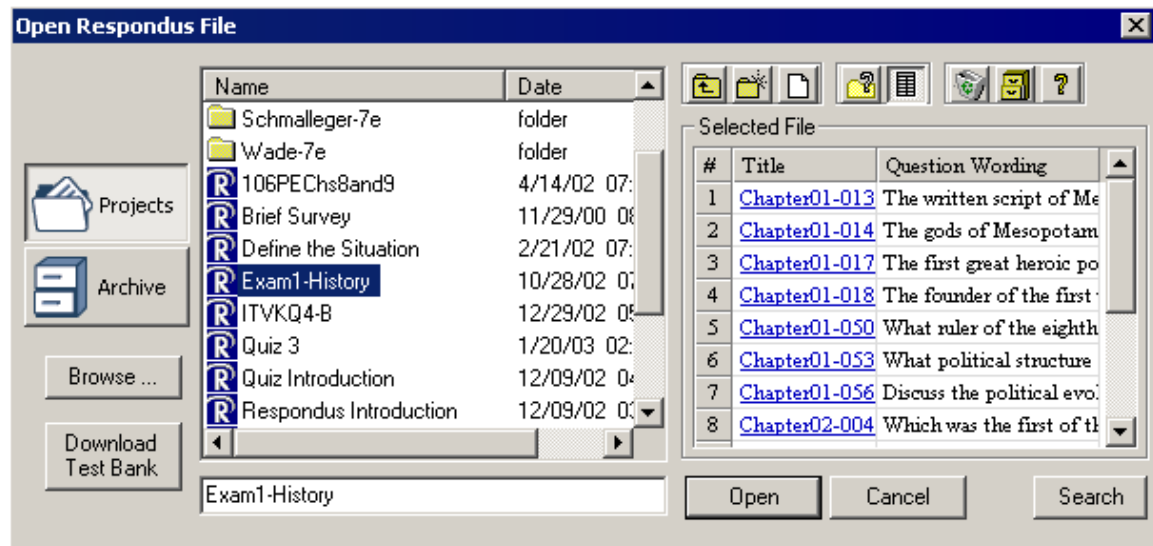 Open Respondus File
Name Date
Schmalleger-7e folder
Wade-7e folder
106PEChs8and9 4/14/02 07:
Brief Survey 11/29/00 08
Define the Situation 2/21/02 07:
Exam1-History 10/28/02 07
ITVKQ4-B 12/29/02 05
Quiz 3 1/20/03 02:
Quiz Introduction 12/09/02 04
Respondus Introduction 12/09/02 03
Projects
Archive
Browse ...
Download
Test Bank
Exam1-History
Selected File
# Title Question Wording
1 Chapter01-013 The written script of Me
2 Chapter01-014 The gods of Mesopotam
3 Chapter01-017 The first great heroic po
4 Chapter01-018 The founder of the first
5 Chapter01-050 What ruler of the eighth
6 Chapter01-053 What political structure
7 Chapter01-056 Discuss the political evo
8 Chapter02-004 Which was the first of th
Open Cancel Search